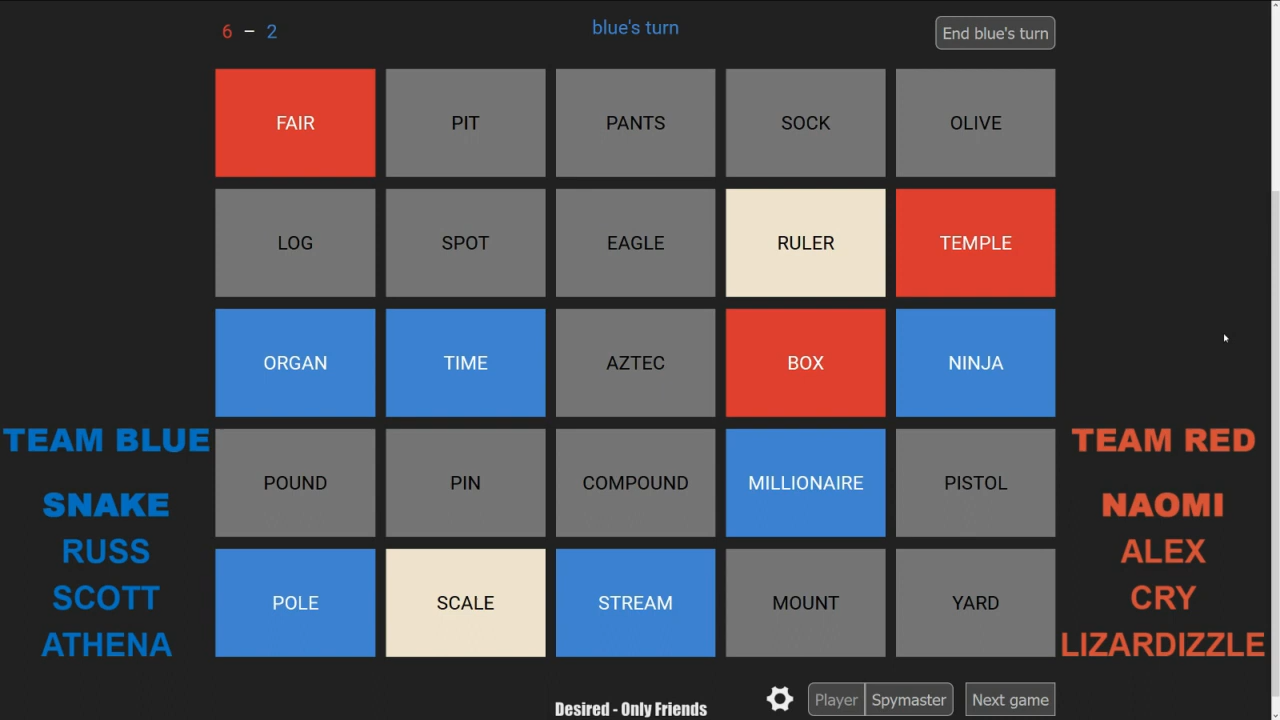 6 – 2
blue's turn
End blue's turn
FAIR
PIT
PANTS
SOCK
OLIVE
LOG
SPOT
EAGLE
RULER
TEMPLE
ORGAN
TIME
AZTEC
BOX
NINJA
POUND
PIN
COMPOUND
MILLIONAIRE
PISTOL
POLE
SCALE
STREAM
MOUNT
YARD
TEAM BLUE
SNAKE
RUSS
SCOTT
ATHENA
TEAM RED
NAOMI
ALEX
CRY
LIZARDIZZLE
Desired - Only Friends
Player
Spymaster
Next game